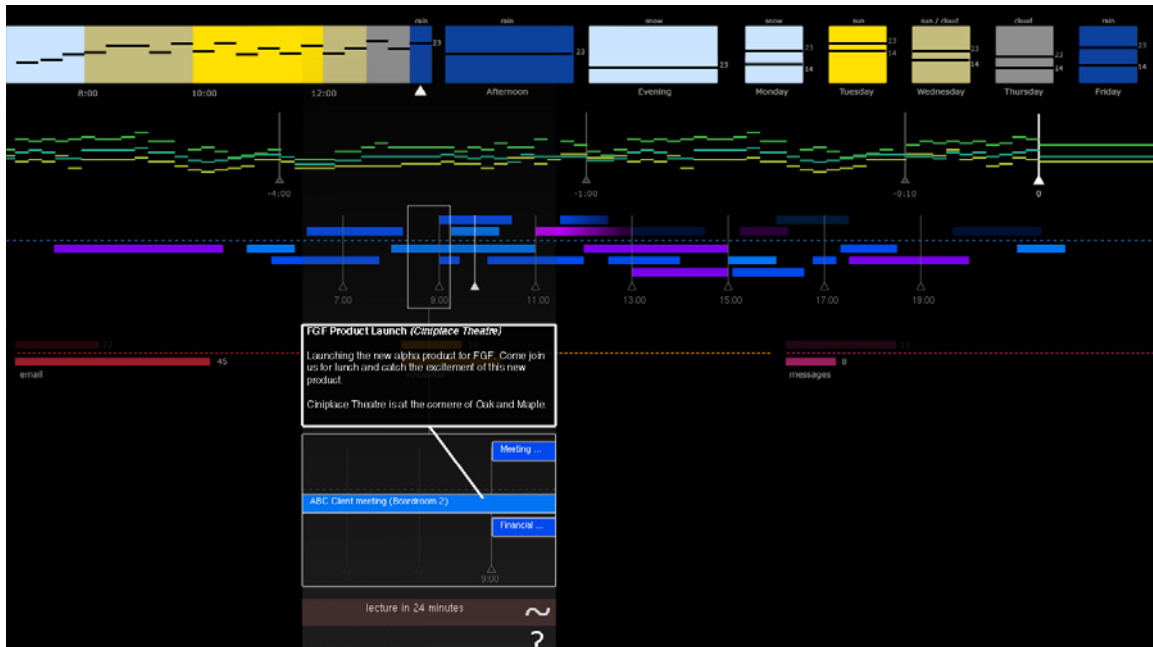 rain rain snow snow sun sun / cloud cloud rain
23 23 23 23 14 23 14 23 14 23 14 23 14
8:00 10:00 12:00 Afternoon Evening Monday Tuesday Wednesday Thursday Friday
-4:00 -1:00 -0:10 0
7:00 9:00 11:00 13:00 15:00 17:00 19:00
FGF Product Launch (Ciniplace Theatre)
Launching the new alpha product for FGF. Come join
us for lunch and catch the excitement of this new
product.
Ciniplace Theatre is at the cornere of Oak and Maple.
22 16
45 8
email messages
Meeting ...
ABC Client meeting (Boardroom 2)
Financial ...
9:00
lecture in 24 minutes ~
?